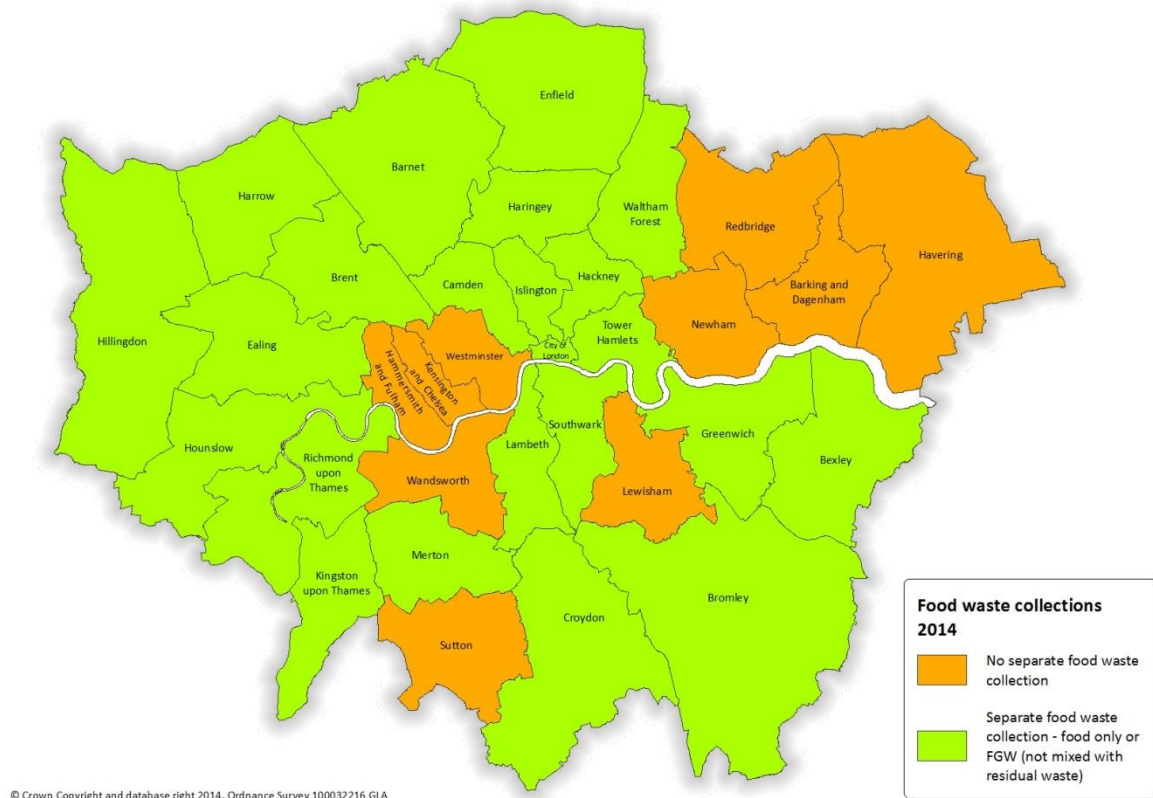 Enfield
Barnet
Harrow
Haringey
Waltham
Forest
Redbridge
Havering
Brent
Camden
Islington
Hackney
Barking and
Dagenham
Newham
Hillingdon
Ealing
Tower
Hamlets
City of
London
Westminster
Kensington
and Chelsea
Hammersmith
and Fulham
Hounslow
Richmond
upon
Thames
Wandsworth
Lambeth
Southwark
Lewisham
Greenwich
Bexley
Merton
Kingston
upon Thames
Sutton
Croydon
Bromley
Food waste collections
2014
No separate food waste
collection
Separate food waste
collection - food only or
FGW (not mixed with
residual waste)
© Crown Copyright and database right 2014. Ordnance Survey 100032216 GLA